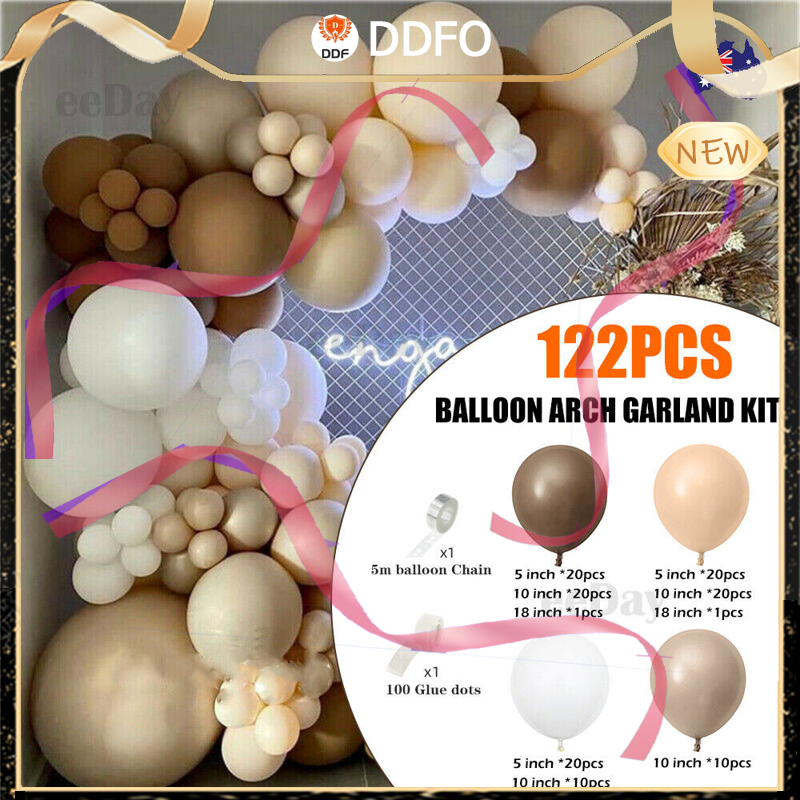 DDF
DDFO
eeDay
NEW
enga
122PCS
BALLOON ARCH GARLAND KIT
x1
5m balloon Chain
5 inch *20pcs
10 inch *20pcs
18 inch *1pcs
5 inch *20pcs
10 inch *20pcs
18 inch *1pcs
eeDay
x1
100 Glue dots
5 inch *20pcs
10 inch *10pcs
10 inch *10pcs